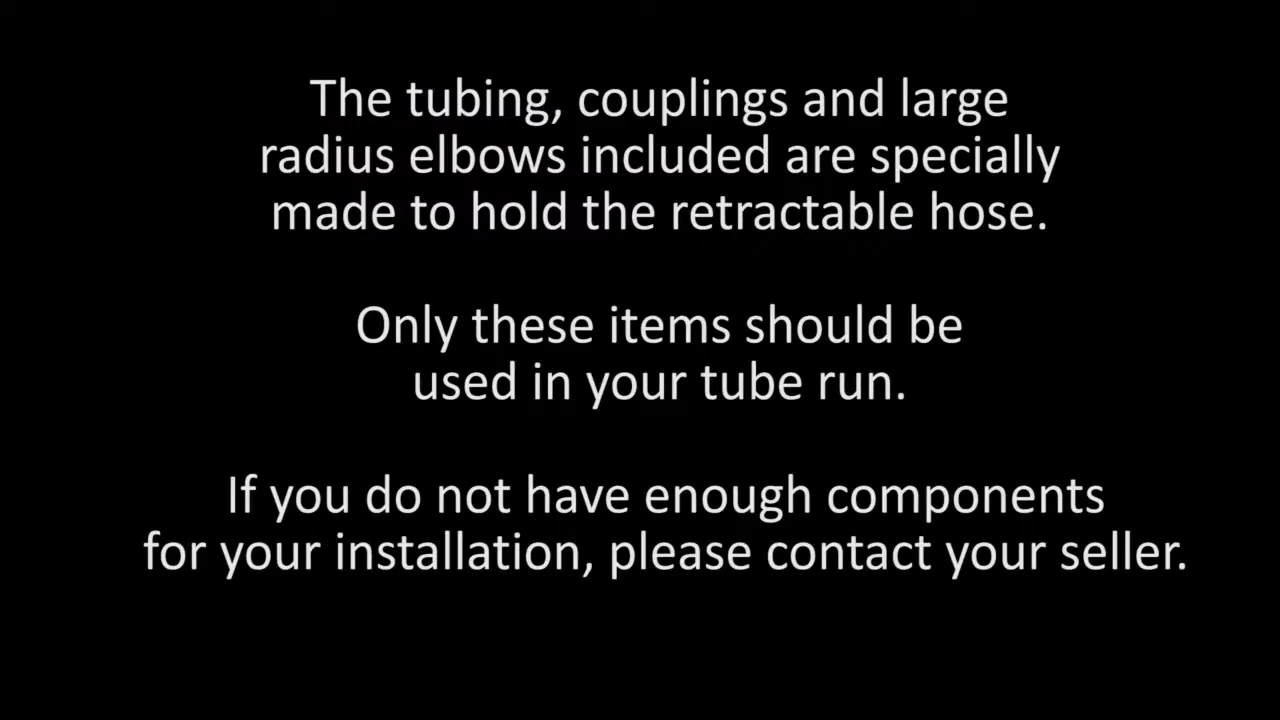 The tubing, couplings and large
radius elbows included are specially
made to hold the retractable hose.
Only these items should be
used in your tube run.
If you do not have enough components
for your installation, please contact your seller.